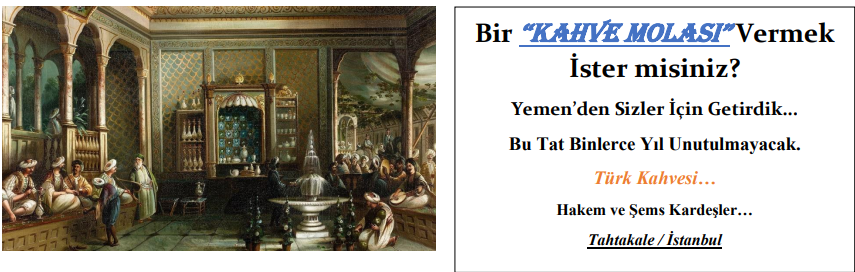 Bir “KAHVE MOLASI” Vermek
İster misiniz?
Yemen’den Sizler İçin Getirdik...
Bu Tat Binlerce Yıl Unutulmayacak.
Türk Kahvesi…
Hakem ve Şems Kardeşler…
Tahtakale / İstanbul